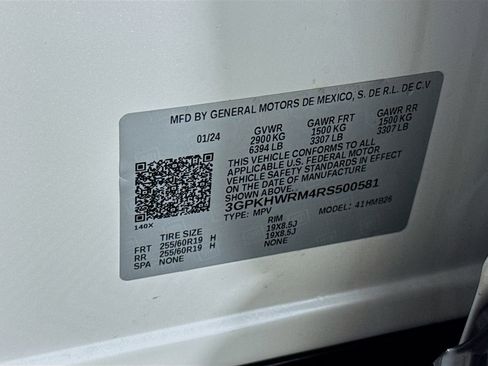 MFD BY GENERAL MOTORS DE MEXICO, S. DE R.L. DE C.V
01/24 GVWR GAWR FRT GAWR RR
2900 KG 1500 KG 1500 KG
6394 LB 3307 LB 3307 LB
THIS VEHICLE CONFORMS TO ALL
APPLICABLE U.S. FEDERAL MOTOR
VEHICLE SAFETY STANDARDS IN
EFFECT ON THE DATE OF MANUFACTURE
SHOWN ABOVE.
3GPKHWRM4RS500581
TYPE: MPV MODEL: 41HMB26
140X
TIRE SIZE RIM
FRT 255/60R19 H 19X8.5J
RR 255/60R19 H 19X8.5J
SPA NONE NONE